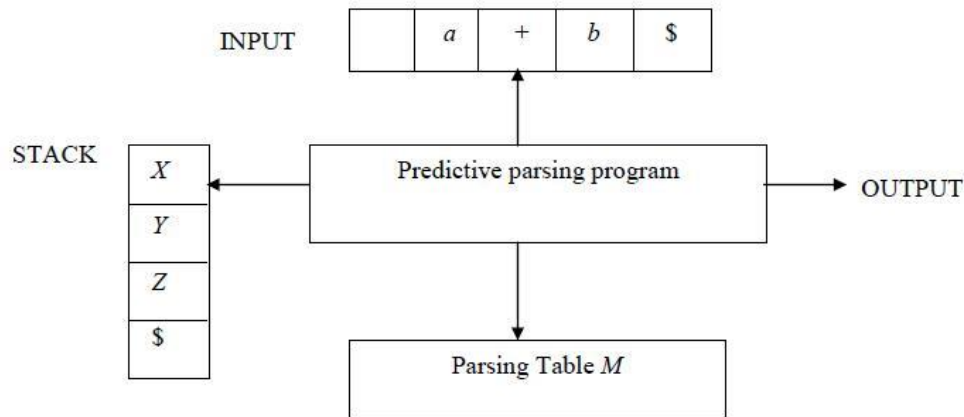 INPUT a + b $
STACK
X
Predictive parsing program
OUTPUT
Y
Z
$
Parsing Table M